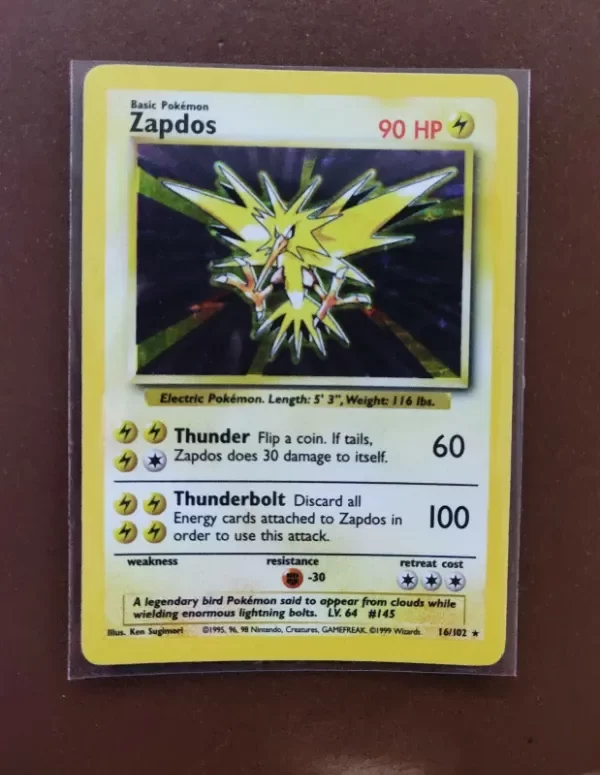 Basic Pokémon
Zapdos
90 HP
Electric Pokémon. Length: 5' 3", Weight: 116 lbs.
Thunder Flip a coin. If tails,
Zapdos does 30 damage to itself.
60
Thunderbolt Discard all
Energy cards attached to Zapdos in
order to use this attack.
100
weakness resistance retreat cost
-30
A legendary bird Pokémon said to appear from clouds while
wielding enormous lightning bolts. LV. 64 #145
Illus. Ken Sugimori ©1995, 96, 98 Nintendo, Creatures, GAMEFREAK. ©1999 Wizards. 16/102 ★